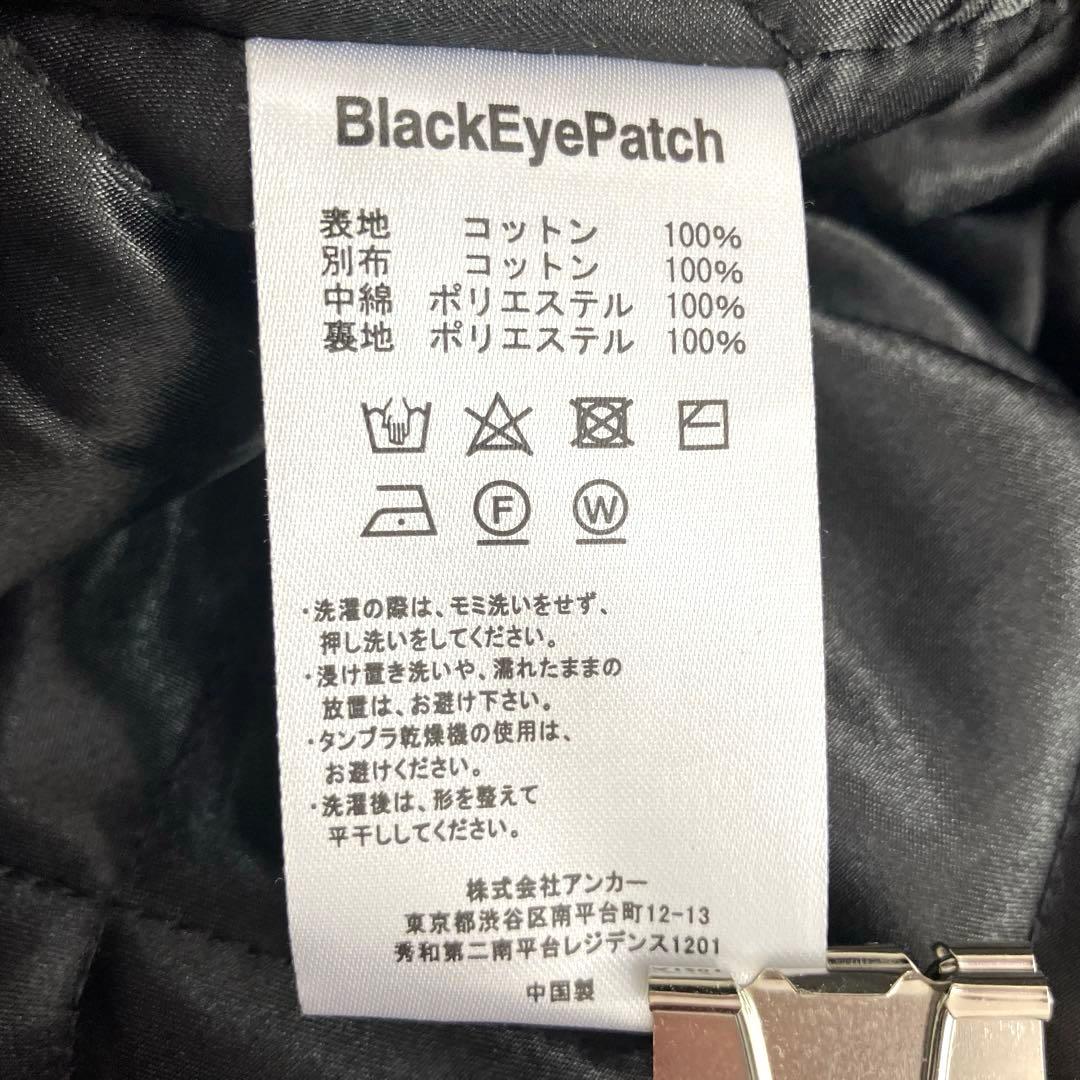 BlackEyePatch
表地 コットン 100%
別布 コットン 100%
中綿 ポリエステル 100%
裏地 ポリエステル 100%
F W
・洗濯の際は、モミ洗いをせず、
押し洗いをしてください。
・浸け置き洗いや、濡れたままの
放置は、お避け下さい。
・タンブラ乾燥機の使用は、
お避けください。
・洗濯後は、形を整えて
平干ししてください。
株式会社アンカー
東京都渋谷区南平台町12-13
秀和第二南平台レジデンス1201
中国製